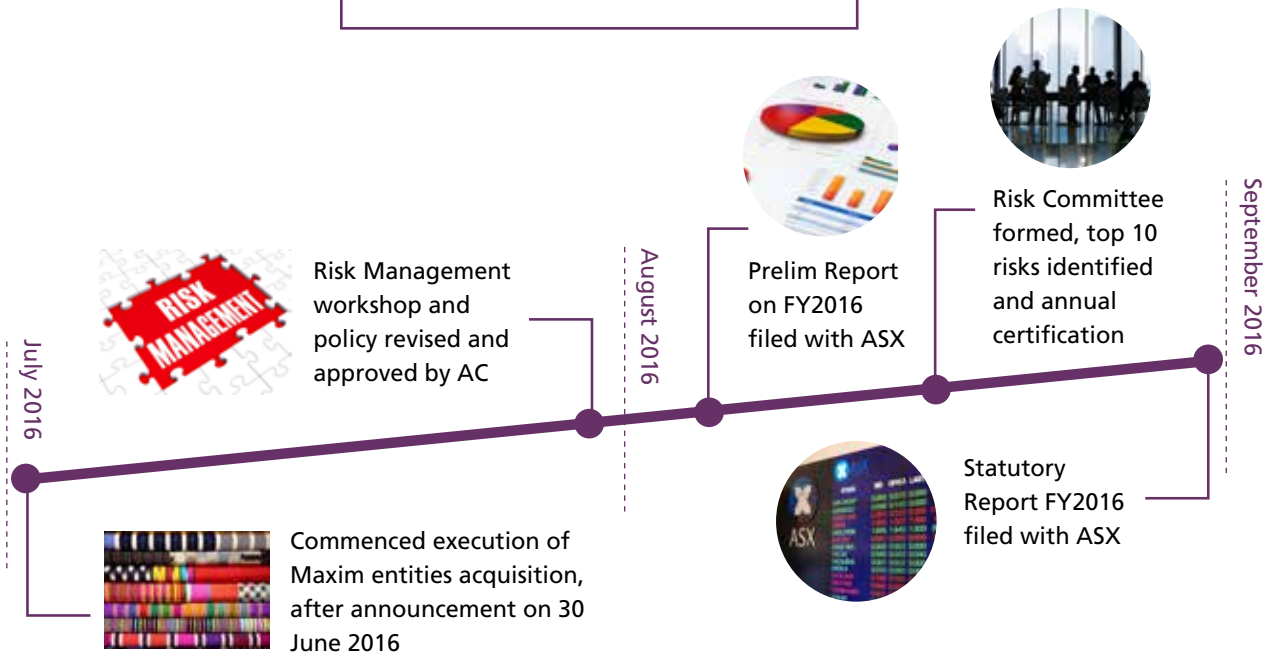 July 2016
RISK
MANAGEMENT
Risk Management
workshop and
policy revised and
approved by AC
Commenced execution of
Maxim entities acquisition,
after announcement on 30
June 2016
August 2016
Prelim Report
on FY2016
filed with ASX
Risk Committee
formed, top 10
risks identified
and annual
certification
ASX
Statutory
Report FY2016
filed with ASX
September 2016